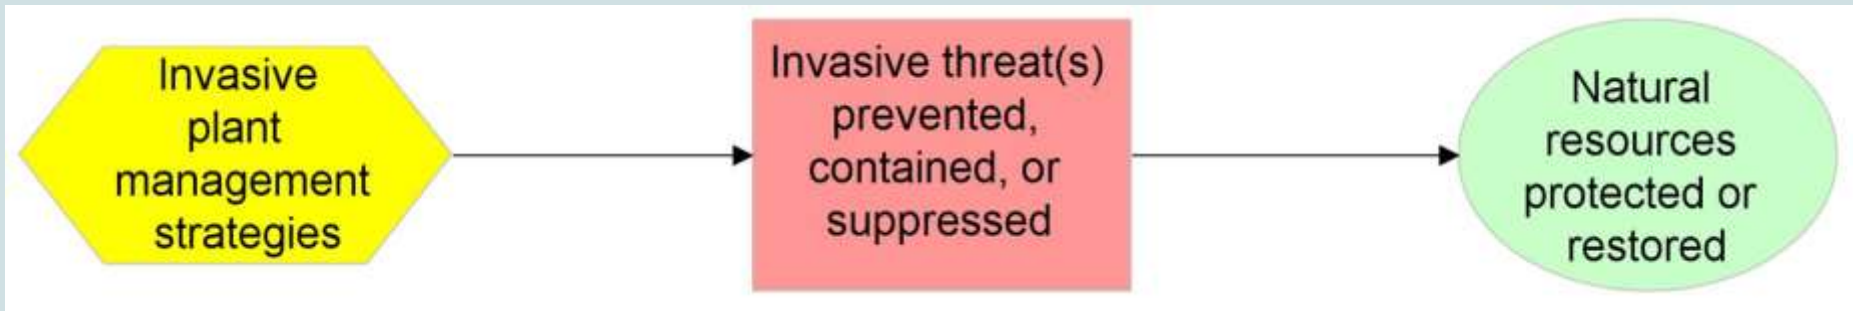 Invasive
plant
management
strategies
Invasive threat(s)
prevented,
contained, or
suppressed
Natural
resources
protected or
restored